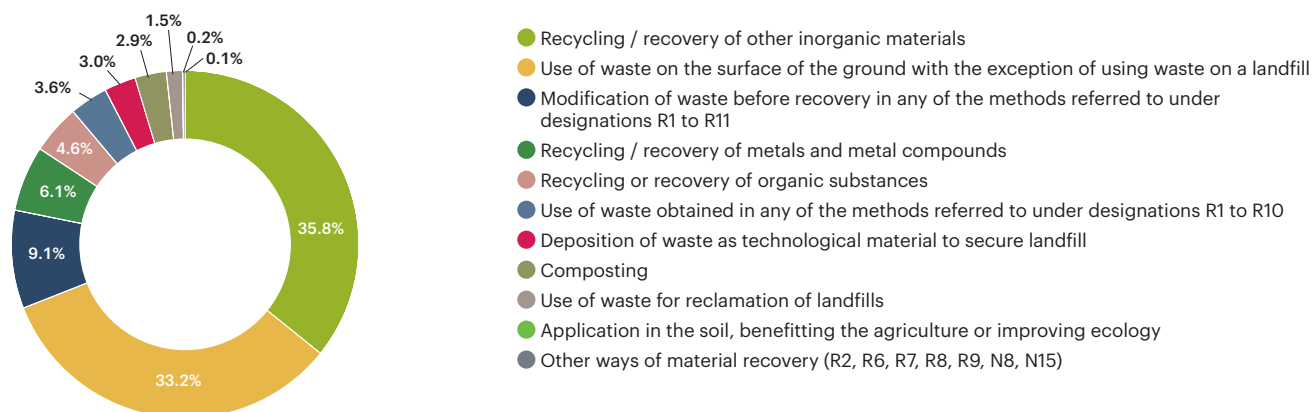 1.5%
0.2%
2.9%
0.1%
3.0%
3.6%
4.6%
6.1%
9.1%
35.8%
33.2%
Recycling / recovery of other inorganic materials
Use of waste on the surface of the ground with the exception of using waste on a landfill
Modification of waste before recovery in any of the methods referred to under
designations R1 to R11
Recycling / recovery of metals and metal compounds
Recycling or recovery of organic substances
Use of waste obtained in any of the methods referred to under designations R1 to R10
Deposition of waste as technological material to secure landfill
Composting
Use of waste for reclamation of landfills
Application in the soil, benefitting the agriculture or improving ecology
Other ways of material recovery (R2, R6, R7, R8, R9, N8, N15)